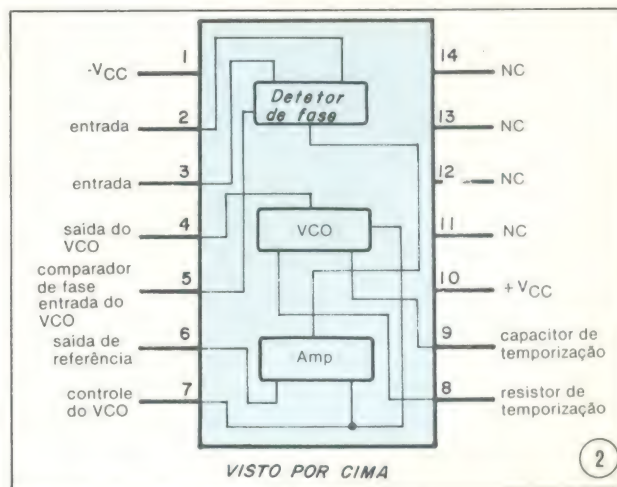 1
-VCC
2
entrada
3
entrada
4
saída do
VCO
5
comparador
de fase
entrada do
VCO
6
saída de
referência
7
controle
do VCO
Detetor
de fase
VCO
Amp
14
NC
13
NC
12
NC
11
NC
10
+VCC
9
capacitor de
temporização
8
resistor de
temporização
VISTO POR CIMA
2